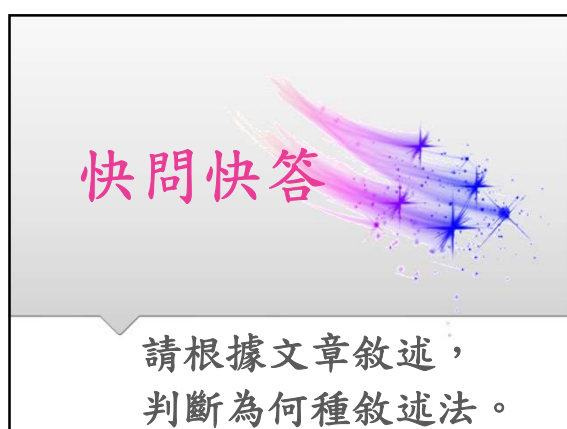 快問快答
請根據文章敘述，
判斷為何種敘述法。